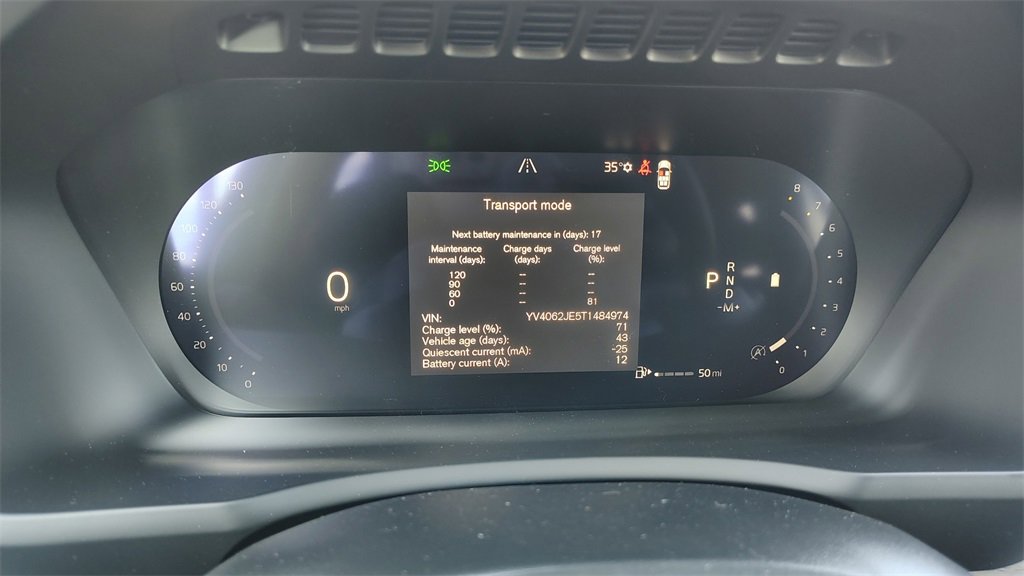 35°
Transport mode
Next battery maintenance in (days): 17
Maintenance interval (days): Charge days (days): Charge level (%):
120 -- --
90 -- --
60 -- --
0 -- 81
VIN: YV4062JE5T1484974
Charge level (%): 71
Vehicle age (days): 43
Quiescent current (mA): -25
Battery current (A): 12
130
120
100
80
60
40
20
10
0
0
mph
P
R
N
D
-M+
8
7
6
5
4
3
2
1
0
A
50 mi